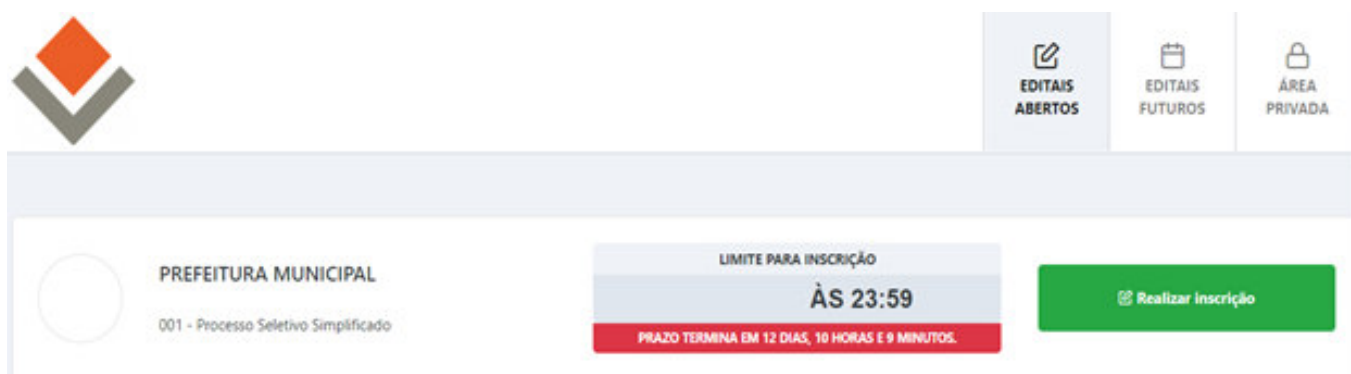 EDITAIS
ABERTOS
EDITAIS
FUTUROS
ÁREA
PRIVADA
PREFEITURA MUNICIPAL
001 - Processo Seletivo Simplificado
LIMITE PARA INSCRIÇÃO
ÀS 23:59
PRAZO TERMINA EM 12 DIAS, 10 HORAS E 9 MINUTOS.
Realizar inscrição